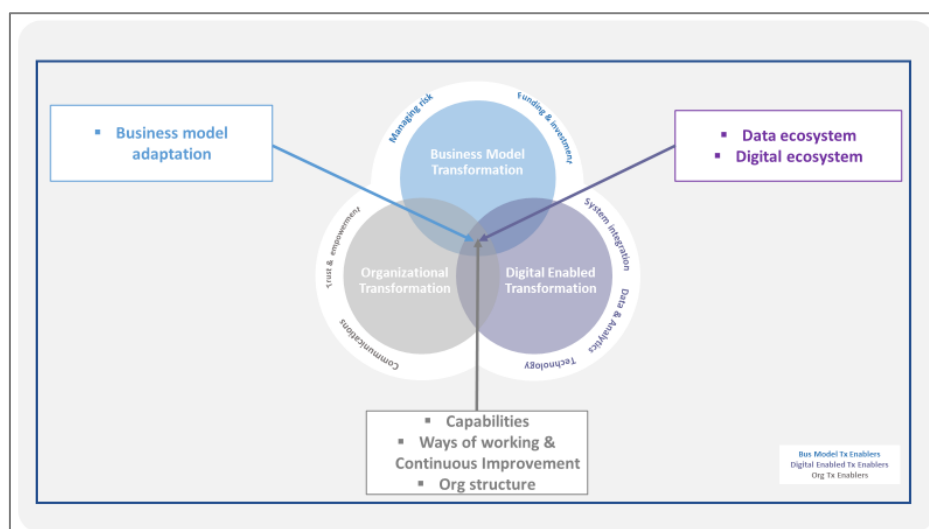 Managing risk
Funding & investment
▪ Business model
adaptation
▪ Data ecosystem
▪ Digital ecosystem
Business Model
Transformation
Trust & empowerment
System integration
Organizational
Transformation
Digital Enabled
Transformation
Communications
Data & Analytics
Technology
▪ Capabilities
▪ Ways of working &
Continuous Improvement
▪ Org structure
Bus Model Tx Enablers
Digital Enabled Tx Enablers
Org Tx Enablers